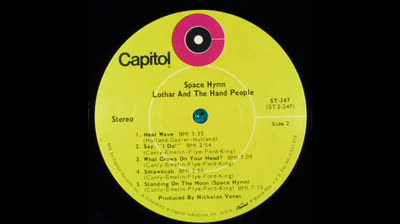 Capitol
Space Hymn
Lothar And The Hand People
Stereo
ST-247
(ST 2-247)
Side 2
1. Heat Wave BMI 3:35
(Holland-Dozier-Holland)
2. Say, "I Do" BMI 2:54
(Conly-Emelin-Flye-Ford-King)
3. What Grows On Your Head? BMI 3:09
(Conly-Emelin-Flye-Ford-King)
4. Sdrawkcab BMI 3:55
(Conly-Emelin-Flye-Ford-King)
5. Standing On The Moon (Space Hymn)
(Conly-Emelin-Flye-Ford-King) BMI 7:15
Produced By Nickolas Venet